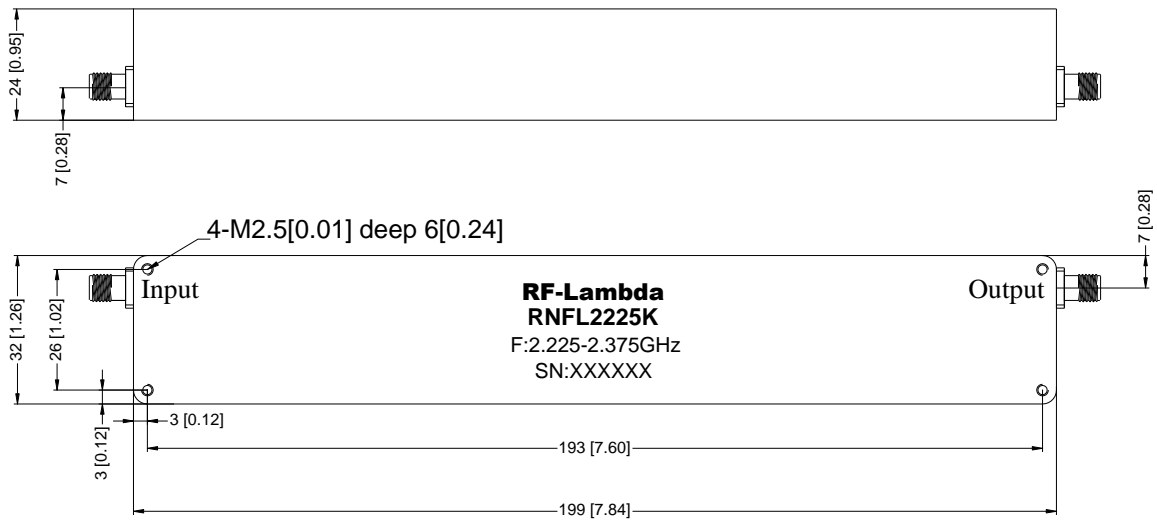 24 [0.95]
7 [0.28]
4-M2.5[0.01] deep 6[0.24]
7 [0.28]
Input
Output
RF-Lambda
RNFL2225K
F:2.225-2.375GHz
SN:XXXXXX
32 [1.26]
26 [1.02]
3 [0.12]
3 [0.12]
193 [7.60]
199 [7.84]